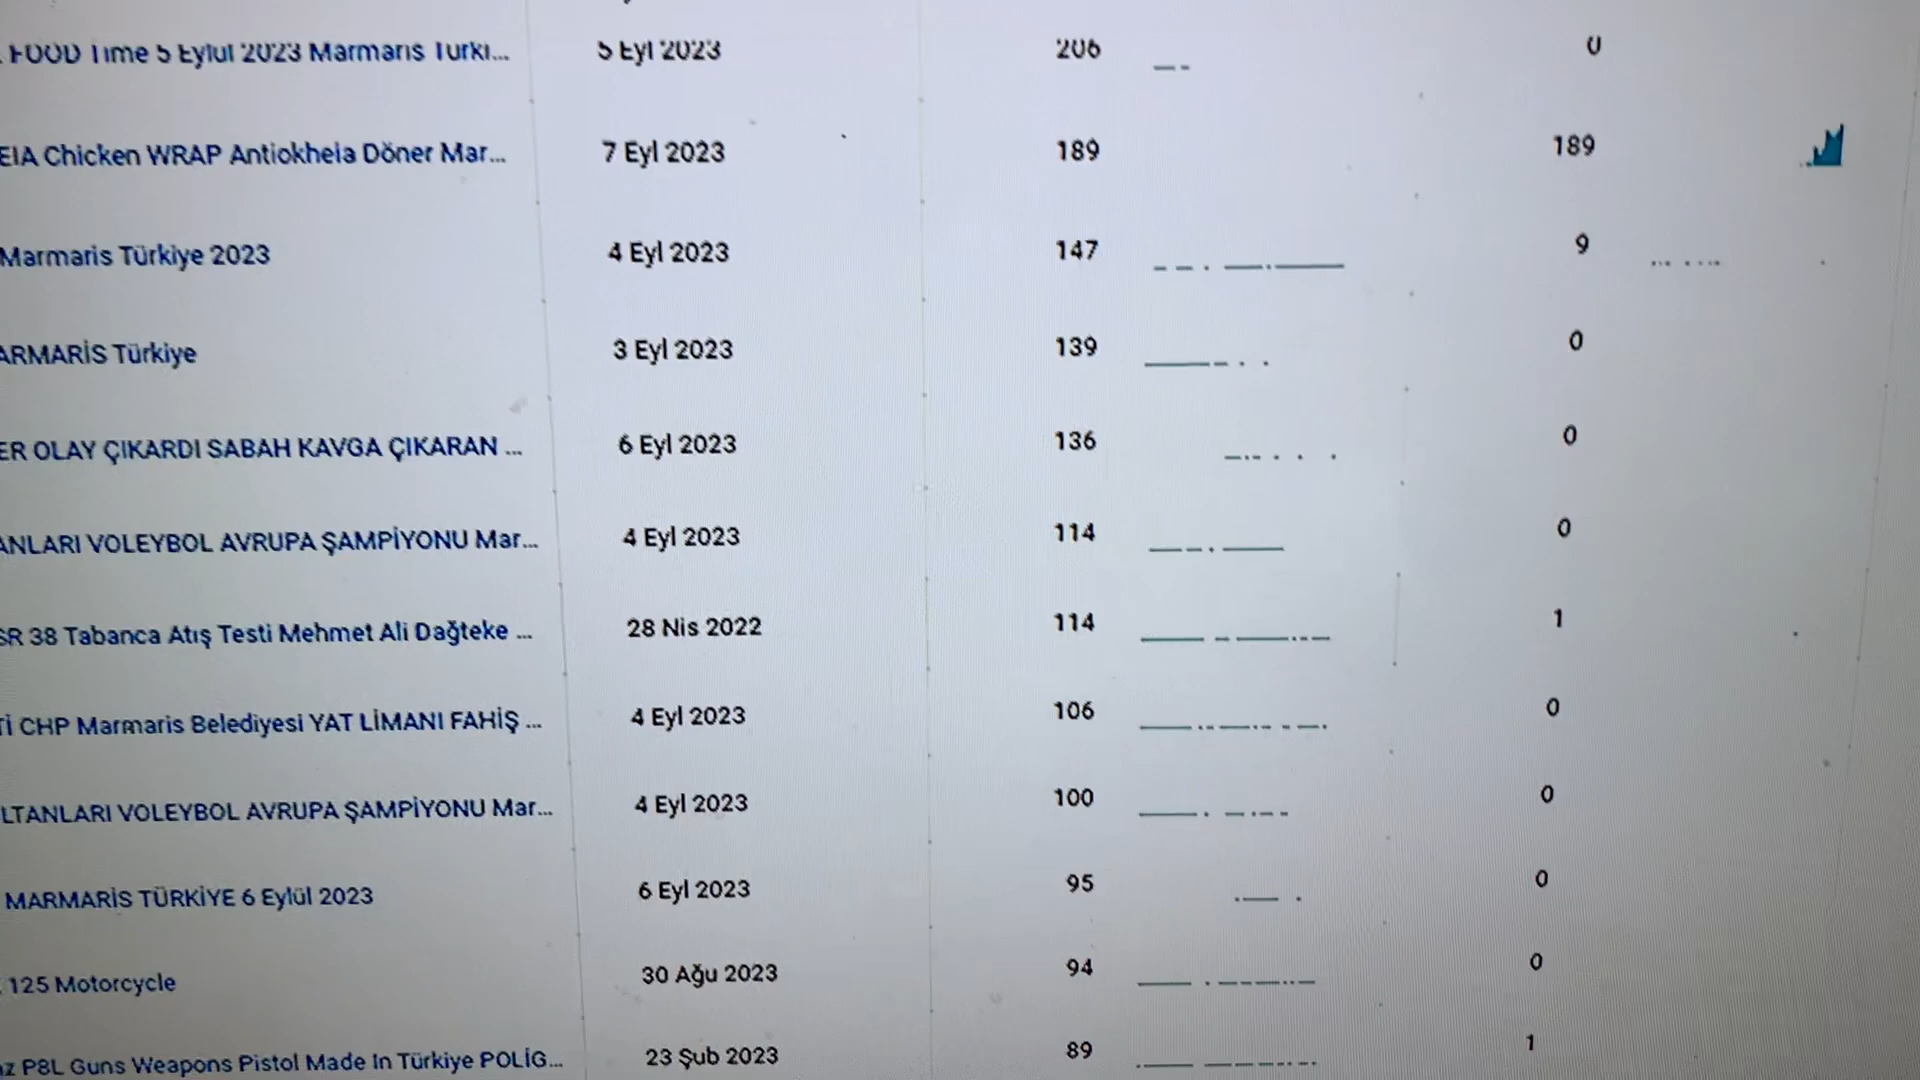 FOOD Time 5 Eylül 2023 Marmaris Türki... 5 Eyl 2023 206 0
EIA Chicken WRAP Antiokheia Döner Mar... 7 Eyl 2023 189 189
Marmaris Türkiye 2023 4 Eyl 2023 147 9
ARMARİS Türkiye 3 Eyl 2023 139 0
ER OLAY ÇIKARDI SABAH KAVGA ÇIKARAN ... 6 Eyl 2023 136 0
ANLARI VOLEYBOL AVRUPA ŞAMPİYONU Mar... 4 Eyl 2023 114 0
SR 38 Tabanca Atış Testi Mehmet Ali Dağteke ... 28 Nis 2022 114 1
Tİ CHP Marmaris Belediyesi YAT LİMANI FAHİŞ ... 4 Eyl 2023 106 0
LTANLARI VOLEYBOL AVRUPA ŞAMPİYONU Mar... 4 Eyl 2023 100 0
MARMARİS TÜRKİYE 6 Eylül 2023 6 Eyl 2023 95 0
125 Motorcycle 30 Ağu 2023 94 0
az P8L Guns Weapons Pistol Made In Türkiye POLİG... 23 Şub 2023 89 1